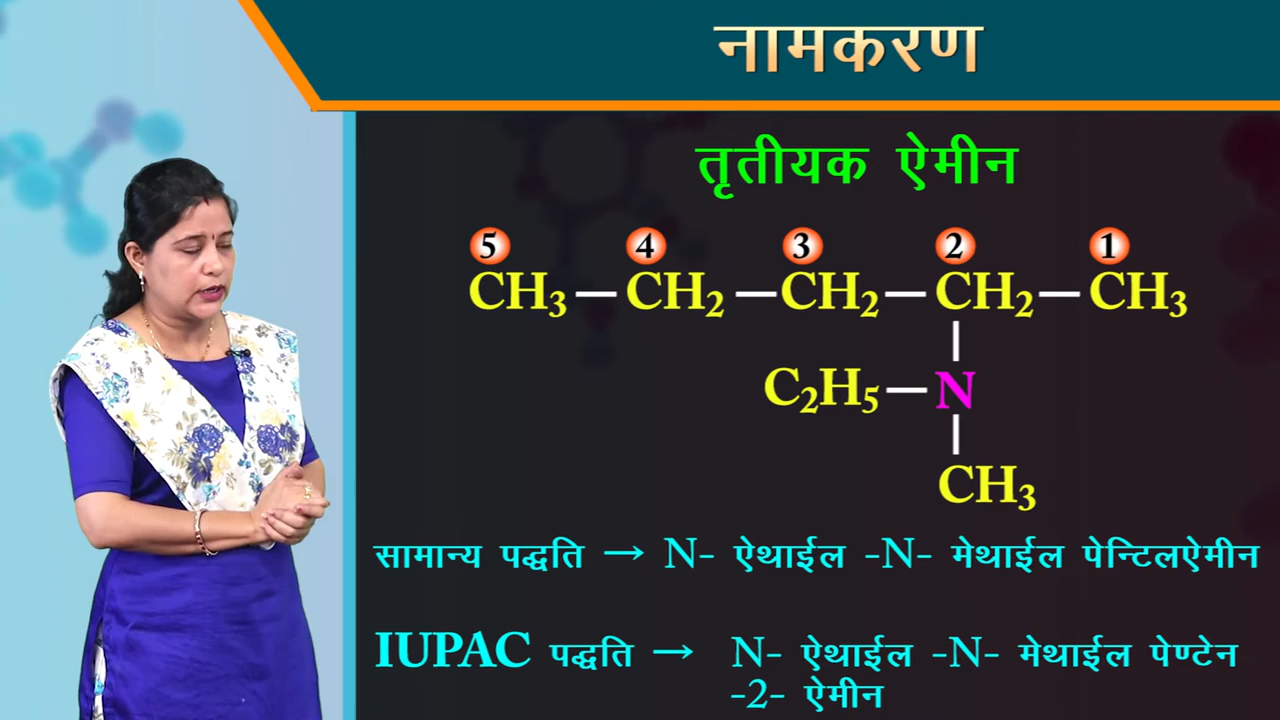 नामकरण
तृतीयक ऐमीन
5 4 3 2 1
CH₃—CH₂—CH₂—CH₂—CH₃
C₂H₅—N
CH₃
सामान्य पद्धति → N- ऐथाईल -N- मेथाईल पेन्टिलऐमीन
IUPAC पद्धति → N- ऐथाईल -N- मेथाईल पेण्टेन
-2- ऐमीन